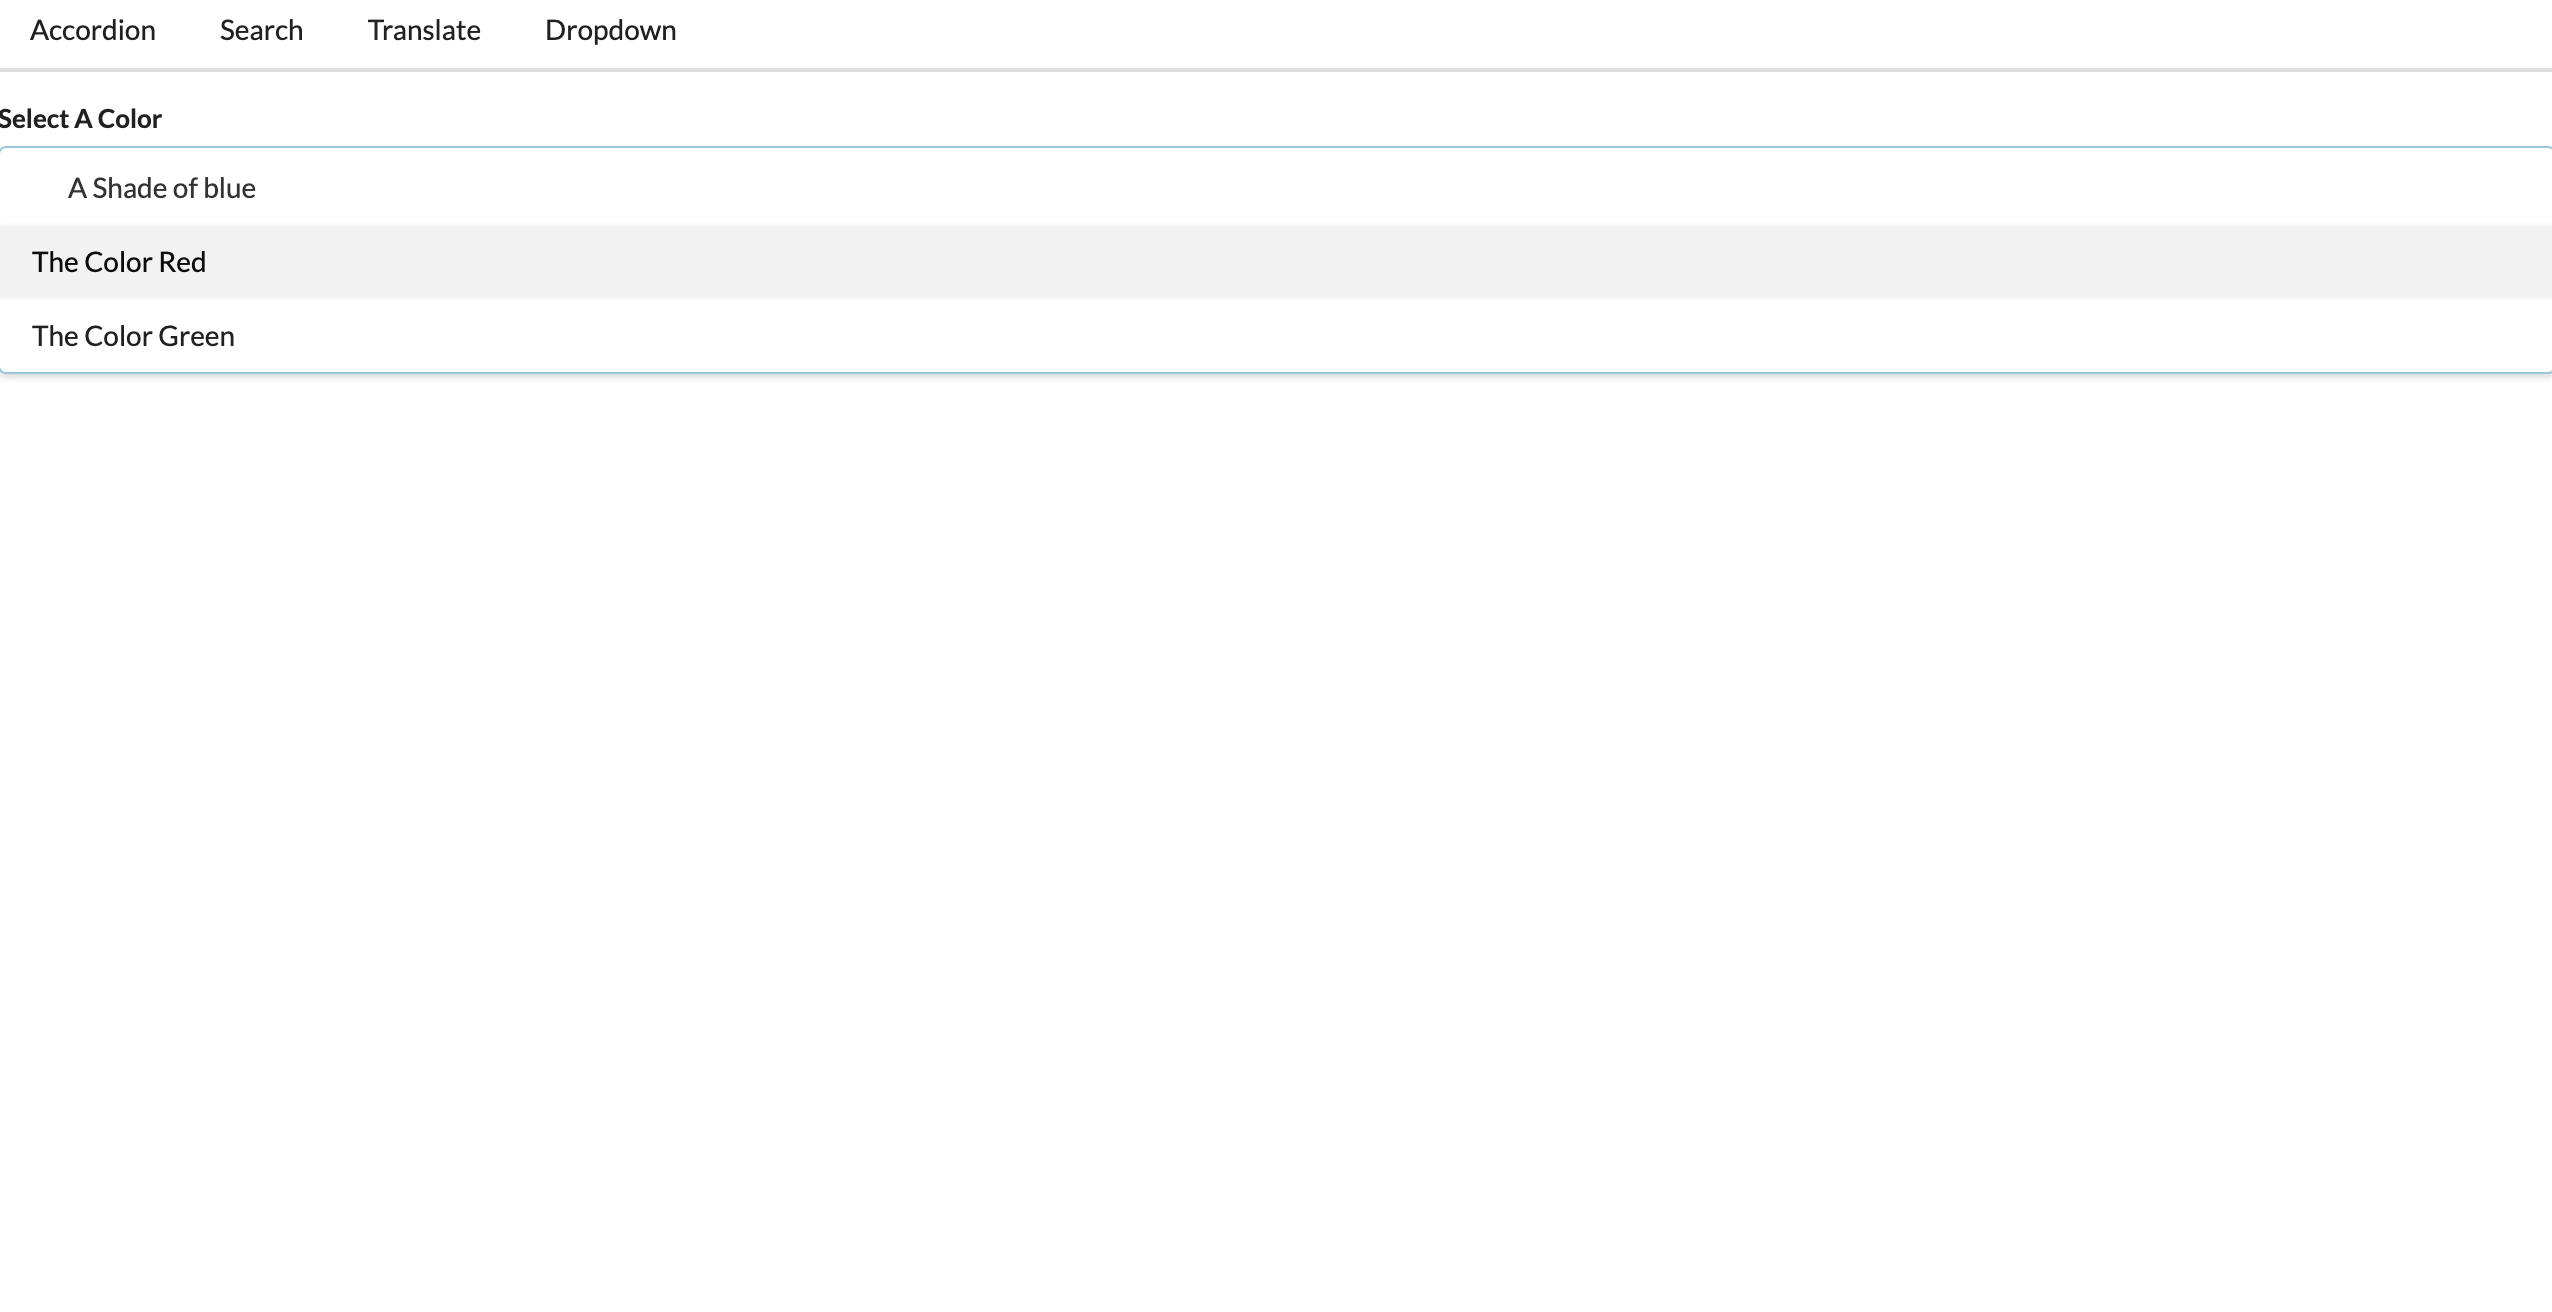 Accordion Search Translate Dropdown
Select A Color
A Shade of blue
The Color Red
The Color Green